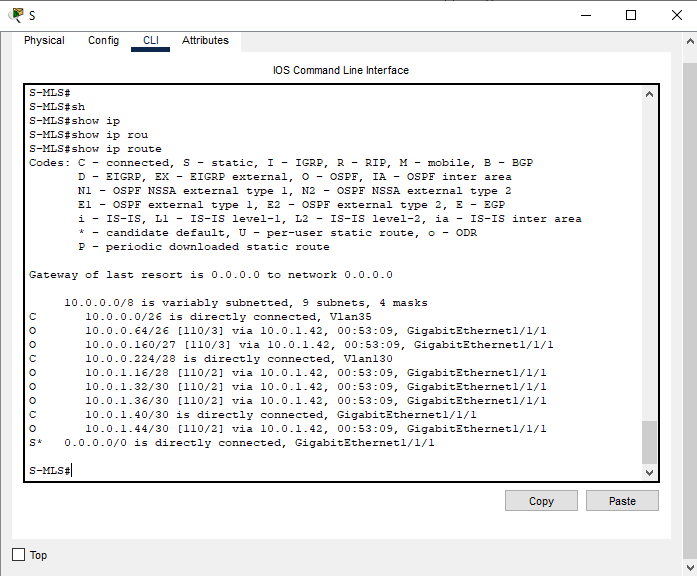 S
Physical Config CLI Attributes
IOS Command Line Interface
S-MLS#
S-MLS#sh
S-MLS#show ip
S-MLS#show ip rou
S-MLS#show ip route
Codes: C - connected, S - static, I - IGRP, R - RIP, M - mobile, B - BGP
D - EIGRP, EX - EIGRP external, O - OSPF, IA - OSPF inter area
N1 - OSPF NSSA external type 1, N2 - OSPF NSSA external type 2
E1 - OSPF external type 1, E2 - OSPF external type 2, E - EGP
i - IS-IS, L1 - IS-IS level-1, L2 - IS-IS level-2, ia - IS-IS inter area
* - candidate default, U - per-user static route, o - ODR
P - periodic downloaded static route
Gateway of last resort is 0.0.0.0 to network 0.0.0.0
10.0.0.0/8 is variably subnetted, 9 subnets, 4 masks
C 10.0.0.0/26 is directly connected, Vlan35
O 10.0.0.64/26 [110/3] via 10.0.1.42, 00:53:09, GigabitEthernet1/1/1
O 10.0.0.160/27 [110/3] via 10.0.1.42, 00:53:09, GigabitEthernet1/1/1
C 10.0.0.224/28 is directly connected, Vlan130
O 10.0.1.16/28 [110/2] via 10.0.1.42, 00:53:09, GigabitEthernet1/1/1
O 10.0.1.32/30 [110/2] via 10.0.1.42, 00:53:09, GigabitEthernet1/1/1
O 10.0.1.36/30 [110/2] via 10.0.1.42, 00:53:09, GigabitEthernet1/1/1
C 10.0.1.40/30 is directly connected, GigabitEthernet1/1/1
O 10.0.1.44/30 [110/2] via 10.0.1.42, 00:53:09, GigabitEthernet1/1/1
S* 0.0.0.0/0 is directly connected, GigabitEthernet1/1/1
S-MLS#
Copy Paste
Top